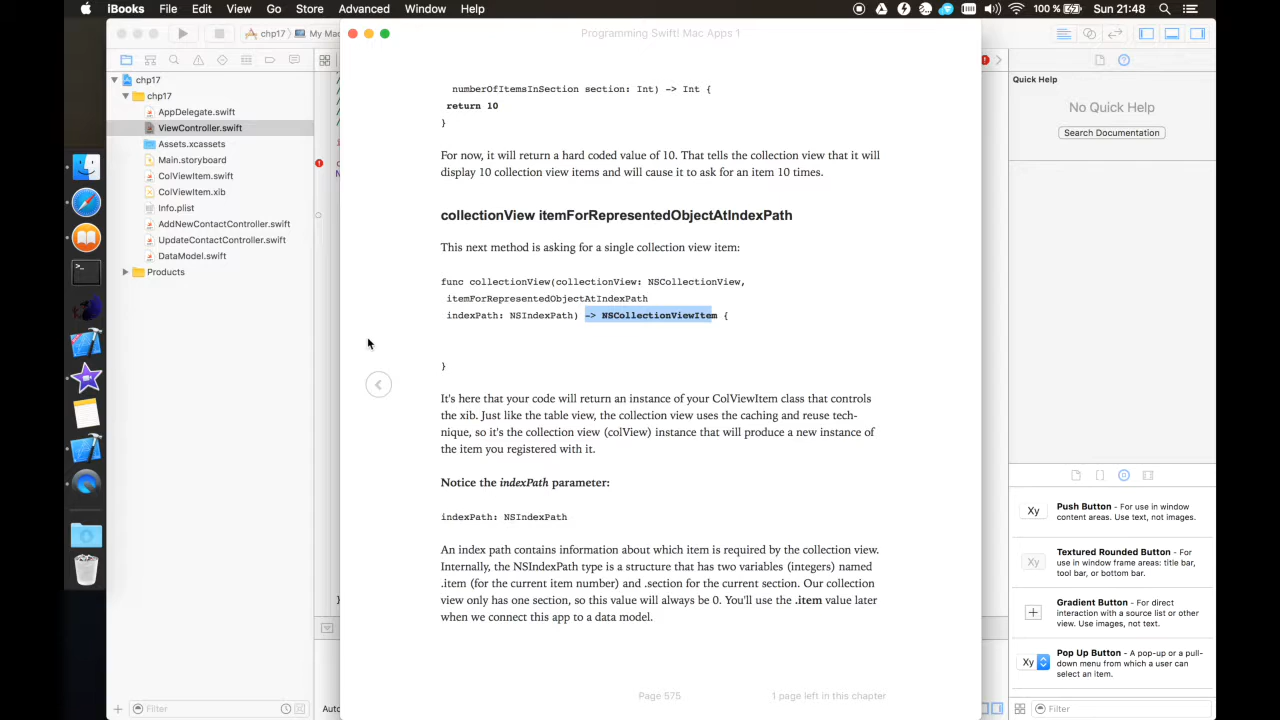 iBooks File Edit View Go Store Advanced Window Help 100 % Sun 21:48
chp17 My Mac
Programming Swift! Mac Apps 1
chp17
chp17
AppDelegate.swift
ViewController.swift
Assets.xcassets
Main.storyboard
ColViewItem.swift
ColViewItem.xib
Info.plist
AddNewContactController.swift
UpdateContactController.swift
DataModel.swift
Products
Filter
Auto
numberOfItemsInSection section: Int) -> Int {
return 10
}
For now, it will return a hard coded value of 10. That tells the collection view that it will
display 10 collection view items and will cause it to ask for an item 10 times.
collectionView itemForRepresentedObjectAtIndexPath
This next method is asking for a single collection view item:
func collectionView(collectionView: NSCollectionView,
itemForRepresentedObjectAtIndexPath
indexPath: NSIndexPath) -> NSCollectionViewItem {
}
It's here that your code will return an instance of your ColViewItem class that controls
the xib. Just like the table view, the collection view uses the caching and reuse tech-
nique, so it's the collection view (colView) instance that will produce a new instance of
the item you registered with it.
Notice the indexPath parameter:
indexPath: NSIndexPath
An index path contains information about which item is required by the collection view.
Internally, the NSIndexPath type is a structure that has two variables (integers) named
.item (for the current item number) and .section for the current section. Our collection
view only has one section, so this value will always be 0. You'll use the .item value later
when we connect this app to a data model.
Page 575
1 page left in this chapter
Quick Help
No Quick Help
Search Documentation
Xy
Push Button - For use in window
content areas. Use text, not images.
Xy
Textured Rounded Button - For
use in window frame areas: title bar,
tool bar, or bottom bar.
Gradient Button - For direct
interaction with a source list or other
view. Use images, not text.
Xy
Pop Up Button - A pop-up or a pull-
down menu from which a user can
select an item.
Filter